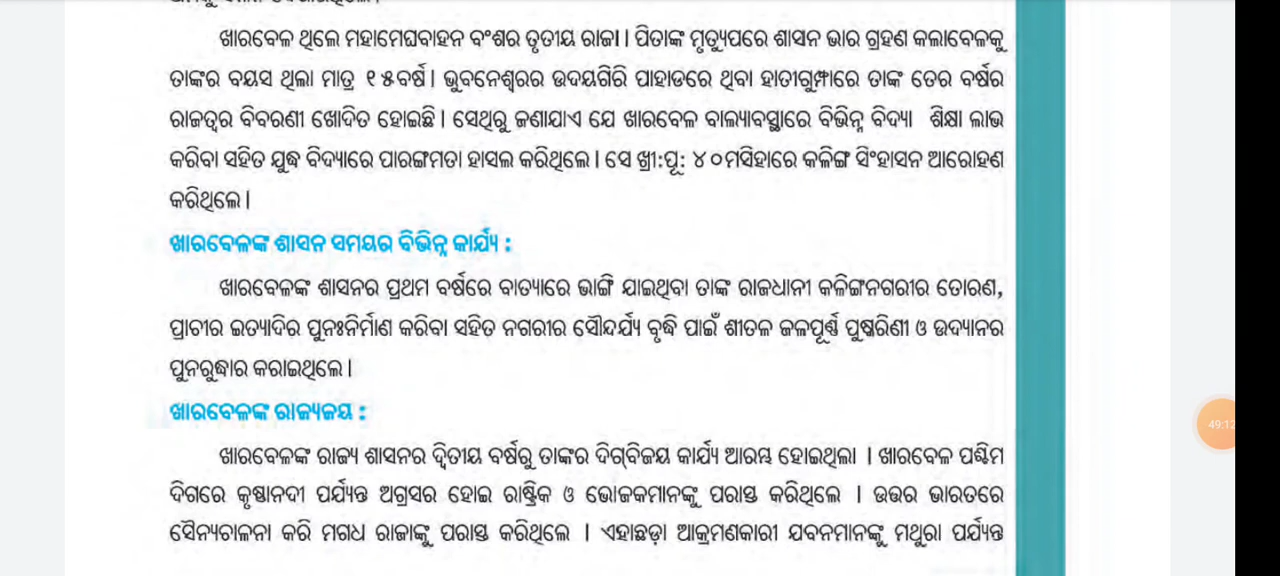 ଖାରବେଳ ଥିଲେ ମହାମେଘବାହନ ବଂଶର ତୃତୀୟ ରାଜା । ପିତାଙ୍କ ମୃତ୍ୟୁପରେ ଶାସନ ଭାର ଗ୍ରହଣ କଲାବେଳକୁ
ତାଙ୍କର ବୟସ ଥିଲା ମାତ୍ର ୧୫ବର୍ଷ । ଭୁବନେଶ୍ୱରର ଉଦୟଗିରି ପାହାଡରେ ଥିବା ହାତୀଗୁମ୍ଫାରେ ତାଙ୍କ ତେର ବର୍ଷର
ରାଜତ୍ୱର ବିବରଣୀ ଖୋଦିତ ହୋଇଛି । ସେଥିରୁ ଜଣାଯାଏ ଯେ ଖାରବେଳ ବାଲ୍ୟାବସ୍ଥାରେ ବିଭିନ୍ନ ବିଦ୍ୟା ଶିକ୍ଷା ଲାଭ
କରିବା ସହିତ ଯୁଦ୍ଧ ବିଦ୍ୟାରେ ପାରଙ୍ଗମତା ହାସଲ କରିଥିଲେ । ସେ ଖ୍ରୀ:ପୂ: ୪୦ମସିହାରେ କଳିଙ୍ଗ ସିଂହାସନ ଆରୋହଣ
କରିଥିଲେ ।
ଖାରବେଳଙ୍କ ଶାସନ ସମୟର ବିଭିନ୍ନ କାର୍ଯ୍ୟ :
ଖାରବେଳଙ୍କ ଶାସନର ପ୍ରଥମ ବର୍ଷରେ ବାତ୍ୟାରେ ଭାଙ୍ଗି ଯାଇଥିବା ତାଙ୍କ ରାଜଧାନୀ କଳିଙ୍ଗନଗରୀର ତୋରଣ,
ପ୍ରାଚୀର ଇତ୍ୟାଦିର ପୁନଃନିର୍ମାଣ କରିବା ସହିତ ନଗରୀର ସୌନ୍ଦର୍ଯ୍ୟ ବୃଦ୍ଧି ପାଇଁ ଶୀତଳ ଜଳପୂର୍ଣ୍ଣ ପୁଷ୍କରିଣୀ ଓ ଉଦ୍ୟାନର
ପୁନରୁଦ୍ଧାର କରାଇଥିଲେ ।
ଖାରବେଳଙ୍କ ରାଜ୍ୟଜୟ :
ଖାରବେଳଙ୍କ ରାଜ୍ୟ ଶାସନର ଦ୍ୱିତୀୟ ବର୍ଷରୁ ତାଙ୍କର ଦିଗ୍‌ବିଜୟ କାର୍ଯ୍ୟ ଆରମ୍ଭ ହୋଇଥିଲା । ଖାରବେଳ ପଶ୍ଚିମ
ଦିଗରେ କୃଷ୍ଣାନଦୀ ପର୍ଯ୍ୟନ୍ତ ଅଗ୍ରସର ହୋଇ ରାଷ୍ଟ୍ରିକ ଓ ଭୋଜକମାନଙ୍କୁ ପରାସ୍ତ କରିଥିଲେ । ଉତ୍ତର ଭାରତରେ
ସୈନ୍ୟଚାଳନା କରି ମଗଧ ରାଜାଙ୍କୁ ପରାସ୍ତ କରିଥିଲେ । ଏହାଛଡ଼ା ଆକ୍ରମଣକାରୀ ଯବନମାନଙ୍କୁ ମଥୁରା ପର୍ଯ୍ୟନ୍ତ
49:12